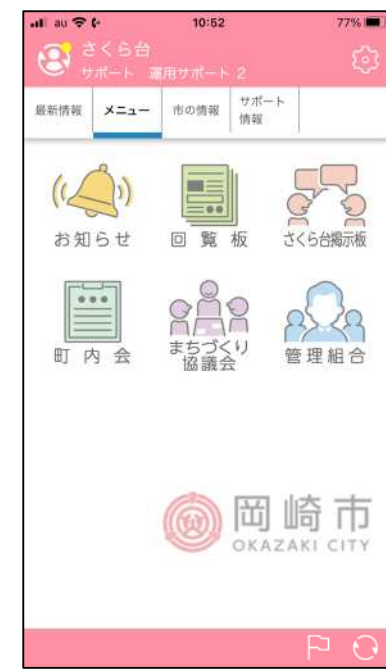 au
10:52
77%
さくら台
サポート 運用サポート 2
最新情報
メニュー
市の情報
サポート
情報
お知らせ
回覧板
さくら台掲示板
町内会
まちづくり
協議会
管理組合
岡崎市
OKAZAKI CITY